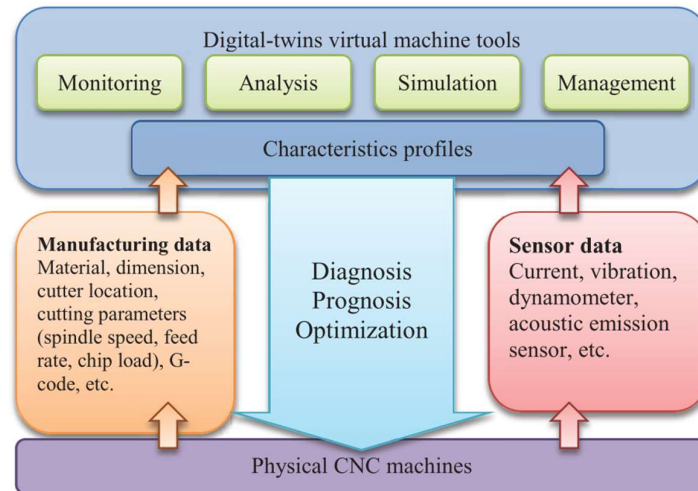 Digital-twins virtual machine tools
Monitoring
Analysis
Simulation
Management
Characteristics profiles
Manufacturing data
Material, dimension,
cutter location,
cutting parameters
(spindle speed, feed
rate, chip load), G-
code, etc.
Diagnosis
Prognosis
Optimization
Sensor data
Current, vibration,
dynamometer,
acoustic emission
sensor, etc.
Physical CNC machines